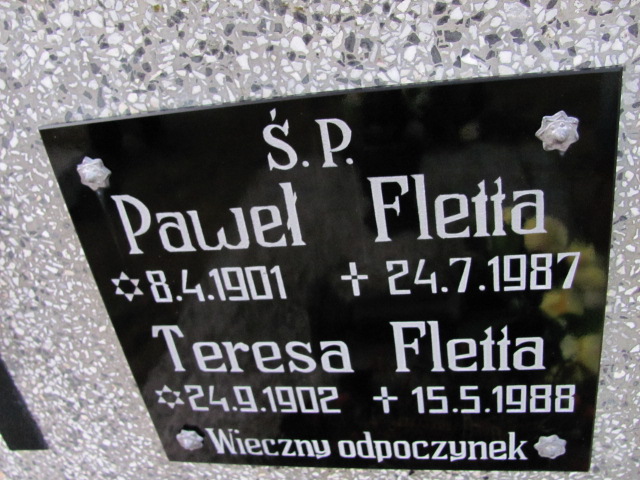 Ś.P.
Paweł Fletta
✡8.4.1901 ✝24.7.1987
Teresa Fletta
✡24.9.1902 ✝15.5.1988
Wieczny odpoczynek